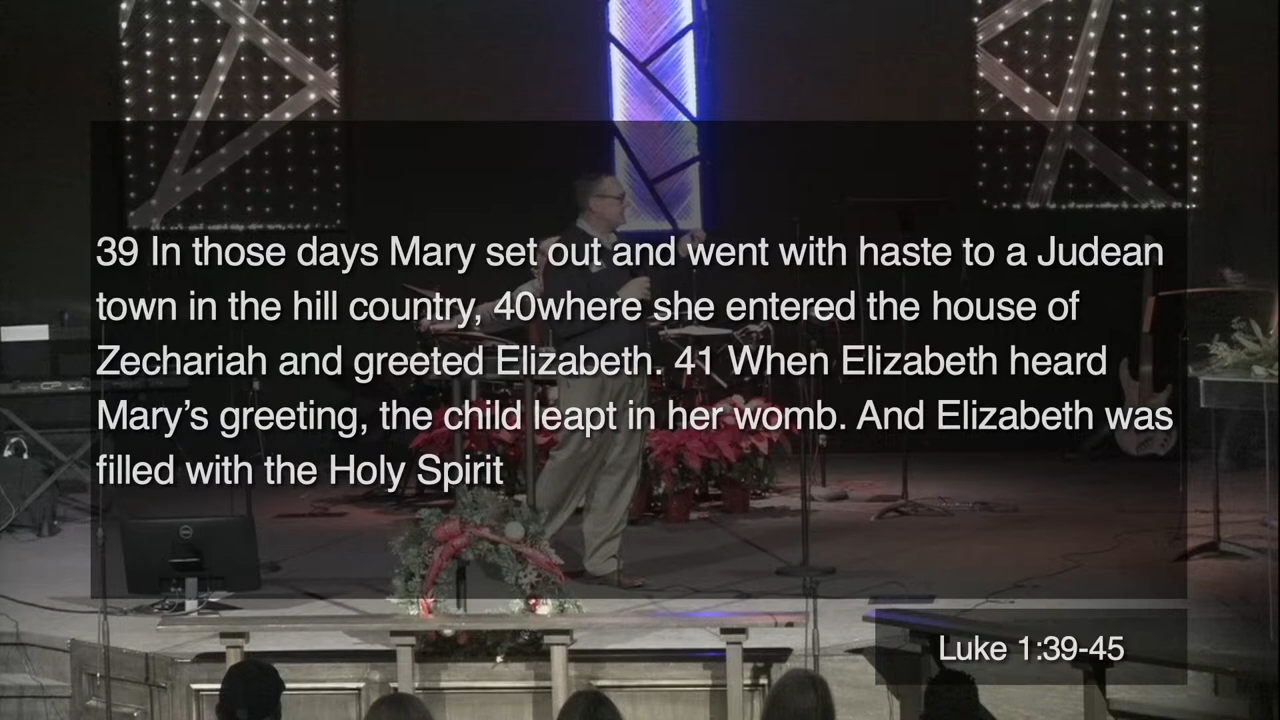 39 In those days Mary set out and went with haste to a Judean
town in the hill country, 40where she entered the house of
Zechariah and greeted Elizabeth. 41 When Elizabeth heard
Mary’s greeting, the child leapt in her womb. And Elizabeth was
filled with the Holy Spirit
Luke 1:39-45
DELL